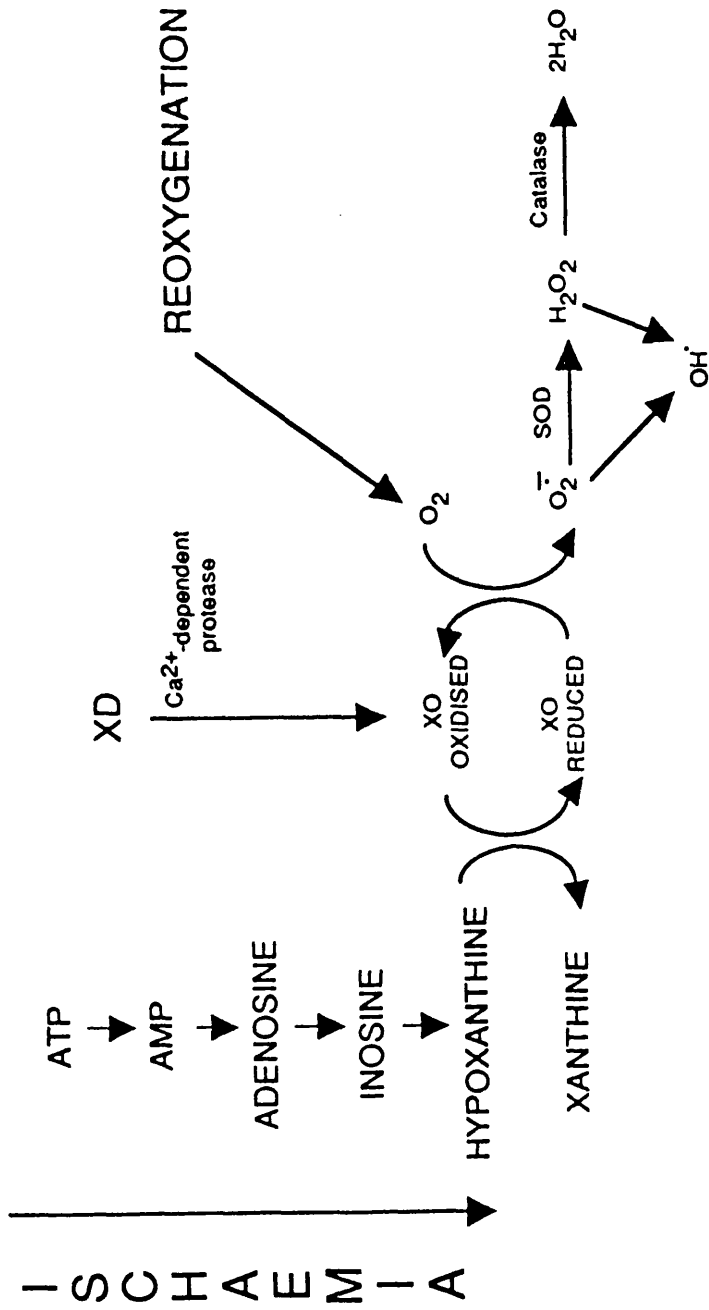 ISCHAEMIA
ATP
AMP
ADENOSINE
INOSINE
HYPOXANTHINE
XANTHINE
XD
Ca²⁺-dependent
protease
XO
OXIDISED
XO
REDUCED
REOXYGENATION
O₂
O₂·̄
SOD
H₂O₂
Catalase
2H₂O
OH·